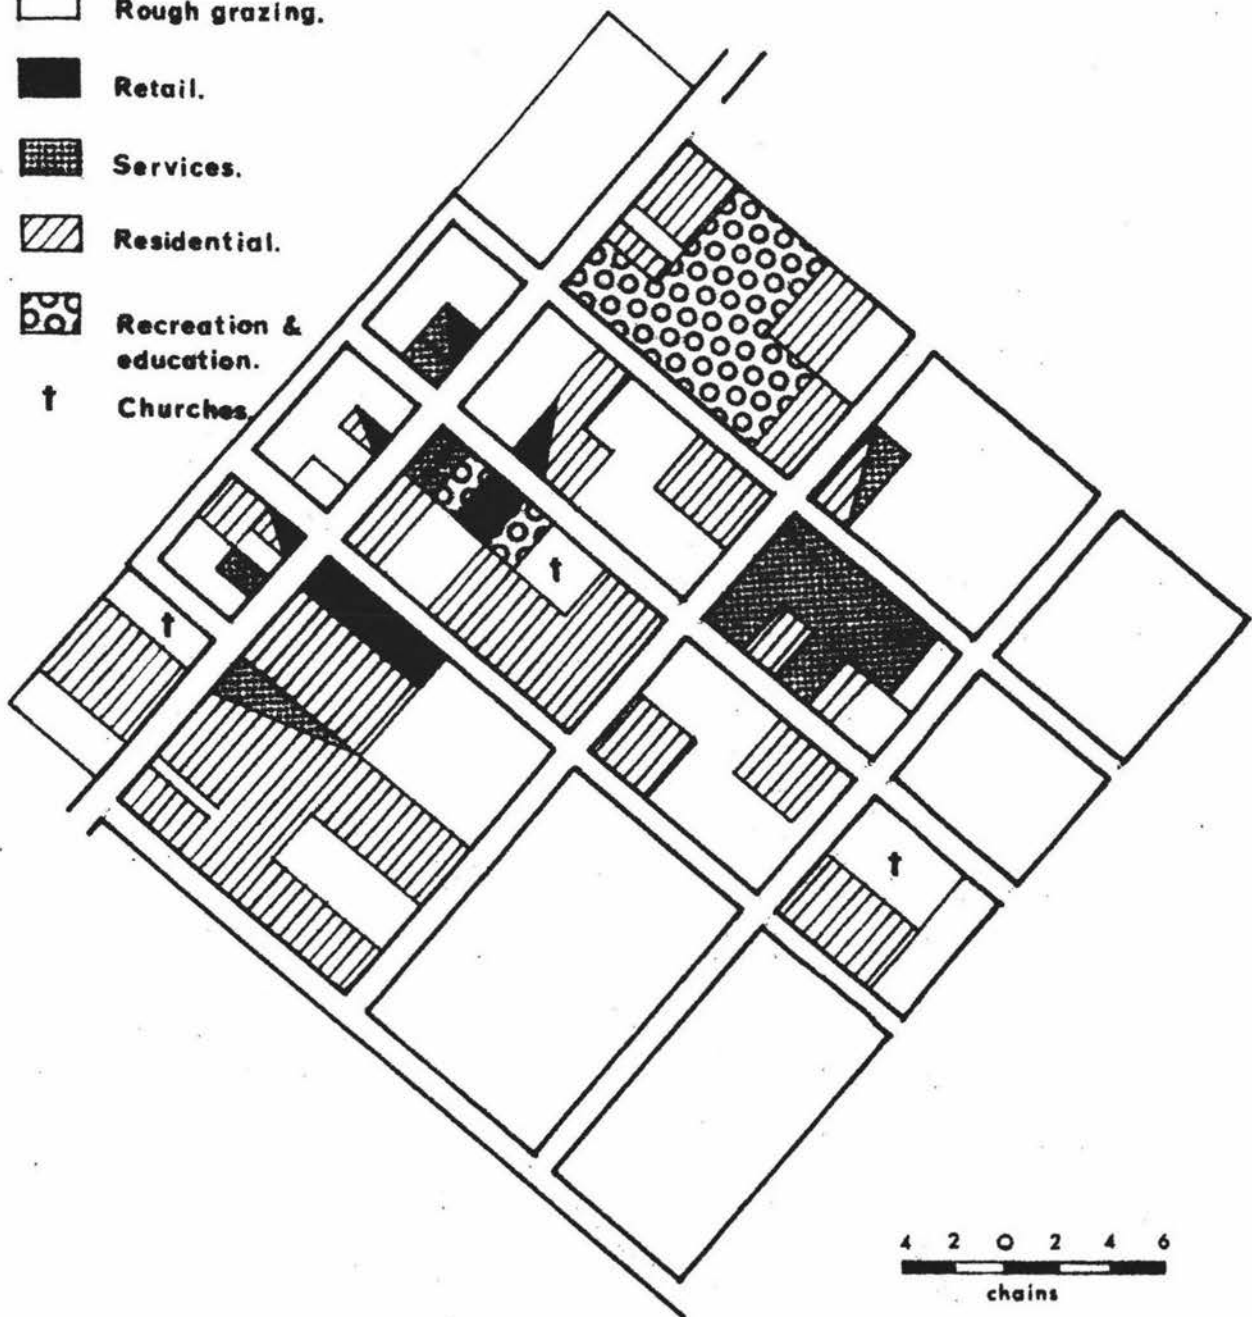 Rough grazing.
Retail.
Services.
Residential.
Recreation &
education.
† Churches.
†
†
†
4 2 0 2 4 6
chains